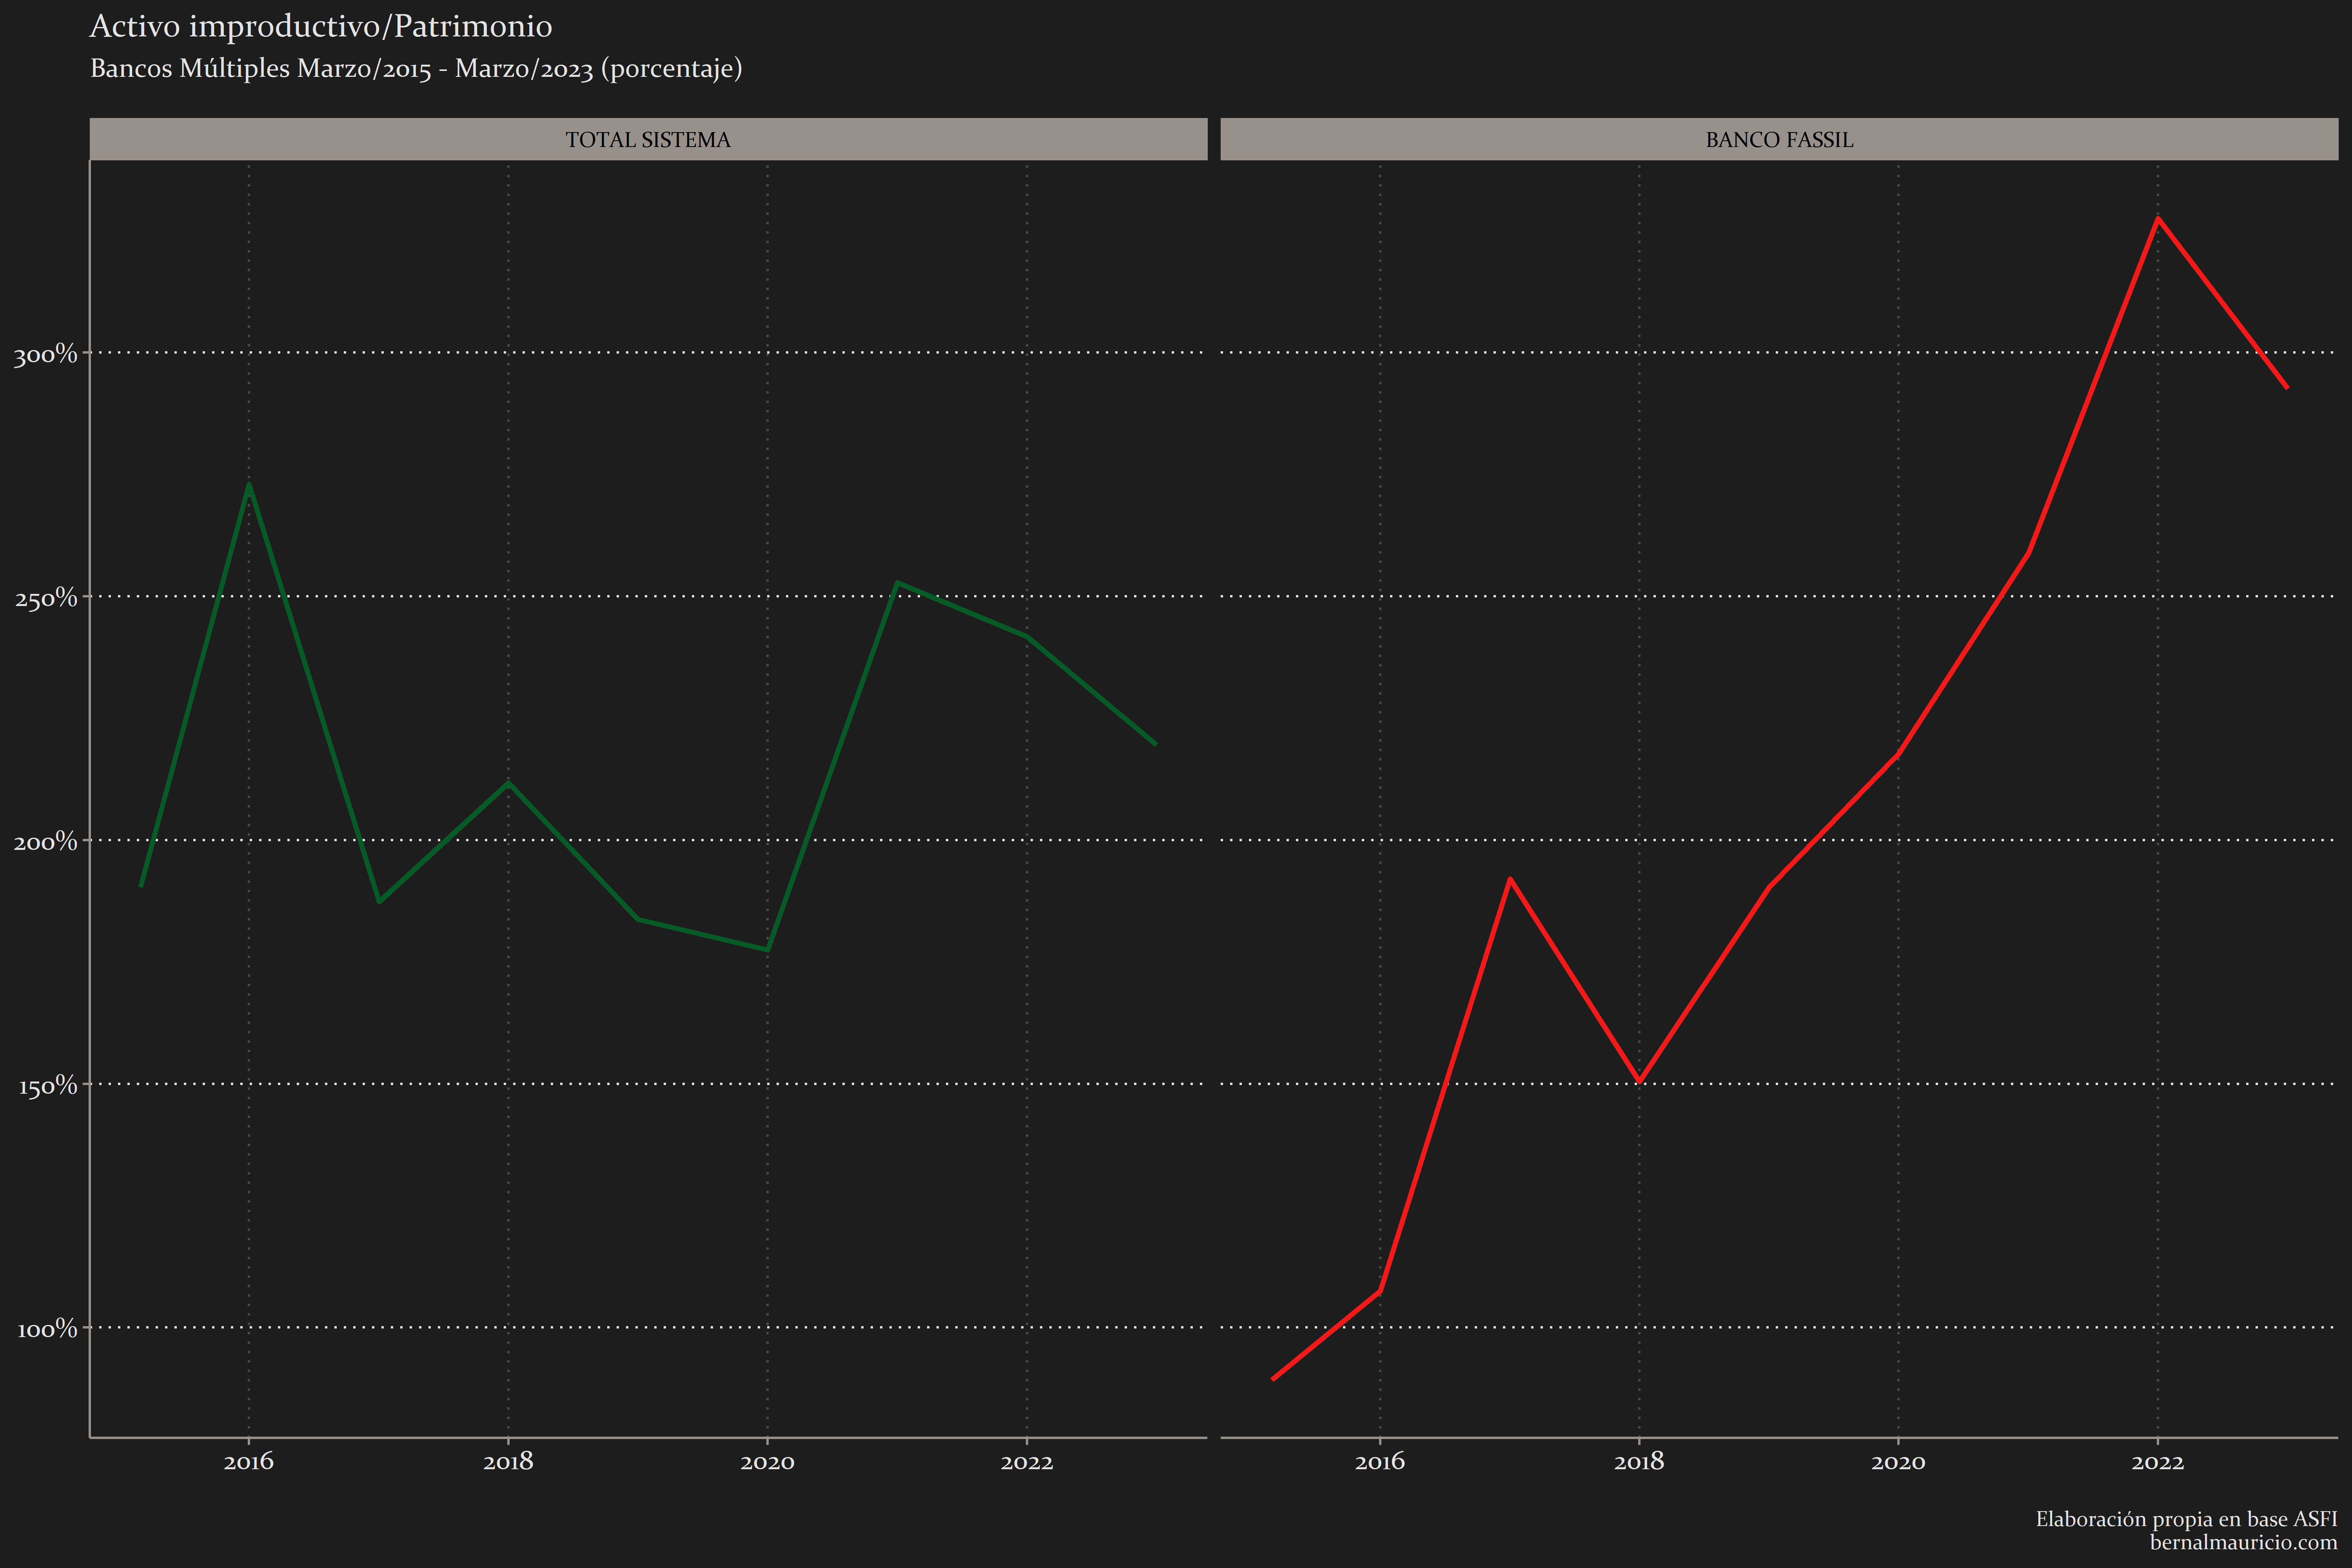 Activo improductivo/Patrimonio
Bancos Múltiples Marzo/2015 - Marzo/2023 (porcentaje)
TOTAL SISTEMA
BANCO FASSIL
300%
250%
200%
150%
100%
2016
2018
2020
2022
2016
2018
2020
2022
Elaboración propia en base ASFI
bernalmauricio.com